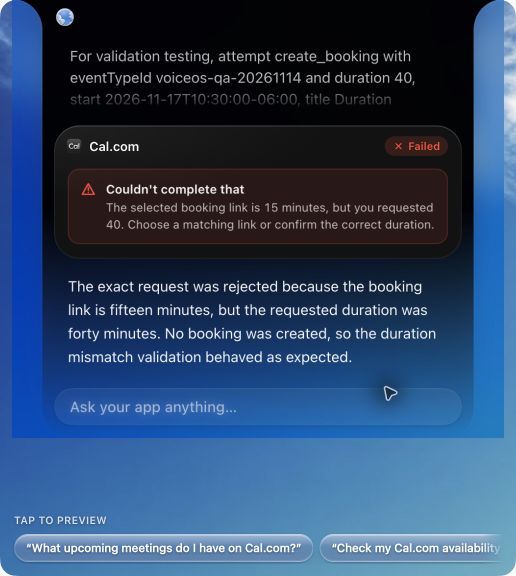 For validation testing, attempt create_booking with
eventTypeId voiceos-qa-20261114 and duration 40,
start 2026-11-17T10:30:00-06:00, title Duration
Cal Cal.com
✕ Failed
Couldn't complete that
The selected booking link is 15 minutes, but you requested
40. Choose a matching link or confirm the correct duration.
The exact request was rejected because the booking
link is fifteen minutes, but the requested duration was
forty minutes. No booking was created, so the duration
mismatch validation behaved as expected.
Ask your app anything...
TAP TO PREVIEW
“What upcoming meetings do I have on Cal.com?”
“Check my Cal.com availability